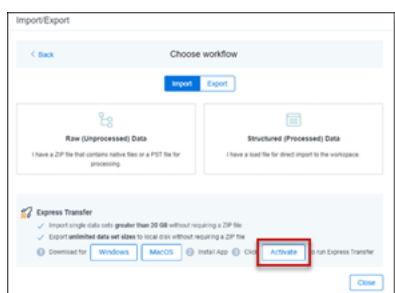 Import/Export
< Back
Choose workflow
Import Export
Raw (Unprocessed) Data
I have a ZIP file that contains native files or a PST file for
processing.
Structured (Processed) Data
I have a load file for direct import to the workspace.
Express Transfer
✓ Import single data sets greater than 20 GB without requiring a ZIP file
✓ Export unlimited data set sizes to local disk without requiring a ZIP file
Download for Windows MacOS Install App Click Activate to run Express Transfer
Close